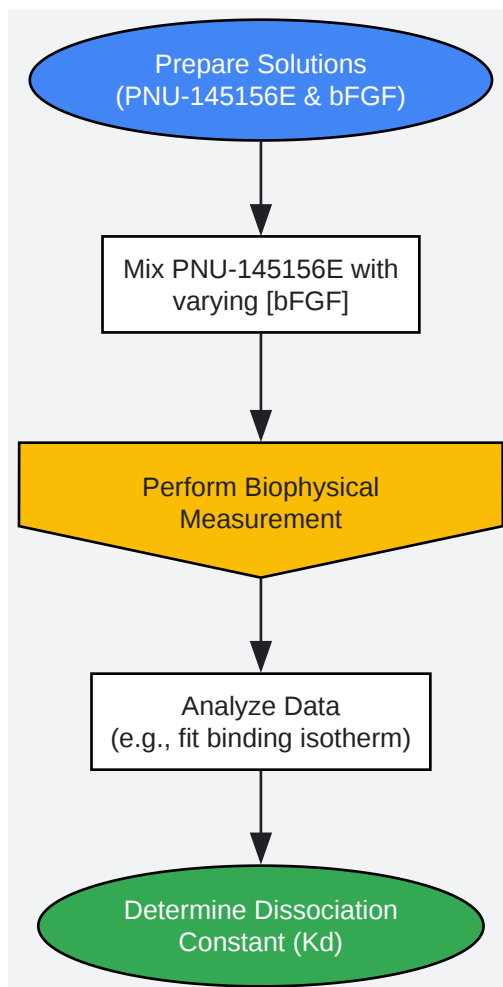 Prepare Solutions
(PNU-145156E & bFGF)
Mix PNU-145156E with
varying [bFGF]
Perform Biophysical
Measurement
Analyze Data
(e.g., fit binding isotherm)
Determine Dissociation
Constant (Kd)